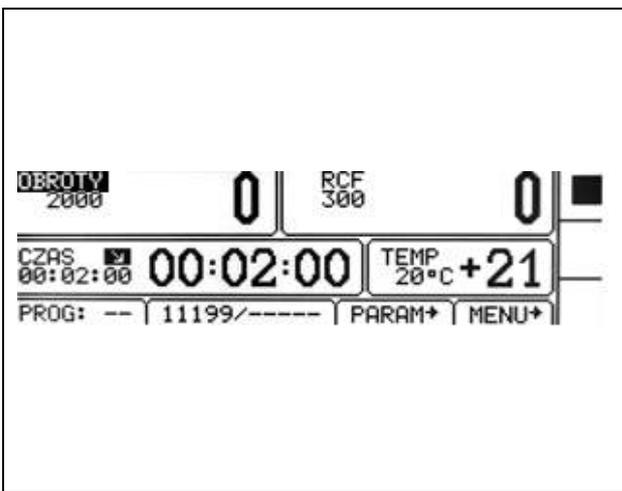 OBROTY 2000 0 RCF 300 0
CZAS 00:02:00 00:02:00 TEMP 20°C +21
PROG: -- 11199/----- PARAM→ MENU→